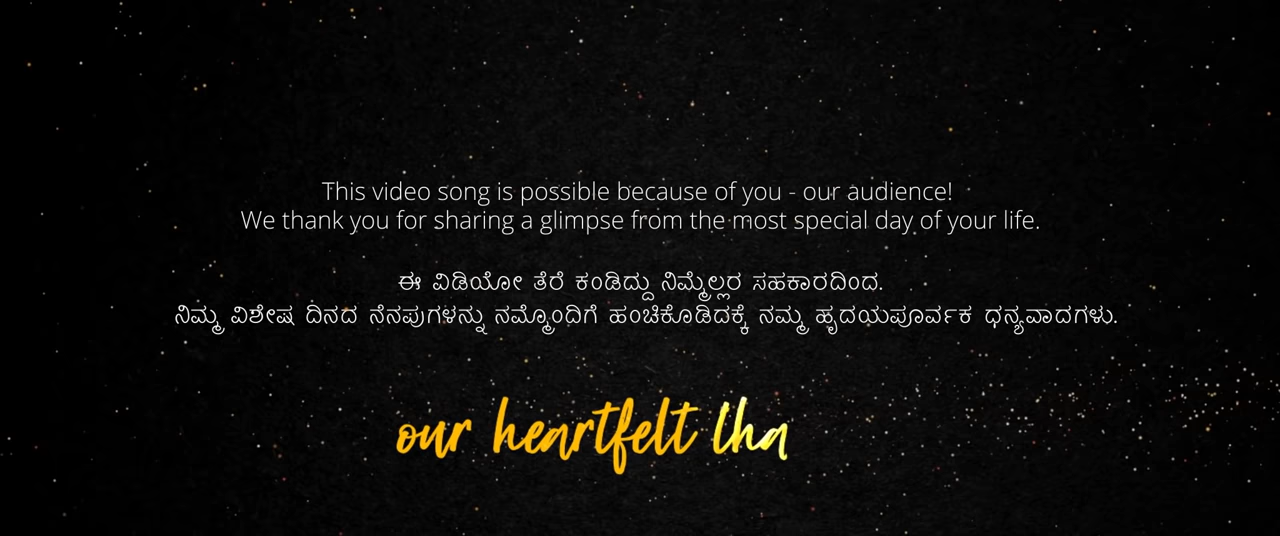 This video song is possible because of you - our audience!
We thank you for sharing a glimpse from the most special day of your life.
ಈ ವಿಡಿಯೋ ತೆರೆ ಕಂಡಿದ್ದು ನಿಮ್ಮೆಲ್ಲರ ಸಹಕಾರದಿಂದ.
ನಿಮ್ಮ ವಿಶೇಷ ದಿನದ ನೆನಪುಗಳನ್ನು ನಮ್ಮೊಂದಿಗೆ ಹಂಚಿಕೊಡಿದಕ್ಕೆ ನಮ್ಮ ಹೃದಯಪೂರ್ವಕ ಧನ್ಯವಾದಗಳು.
our heartfelt tha